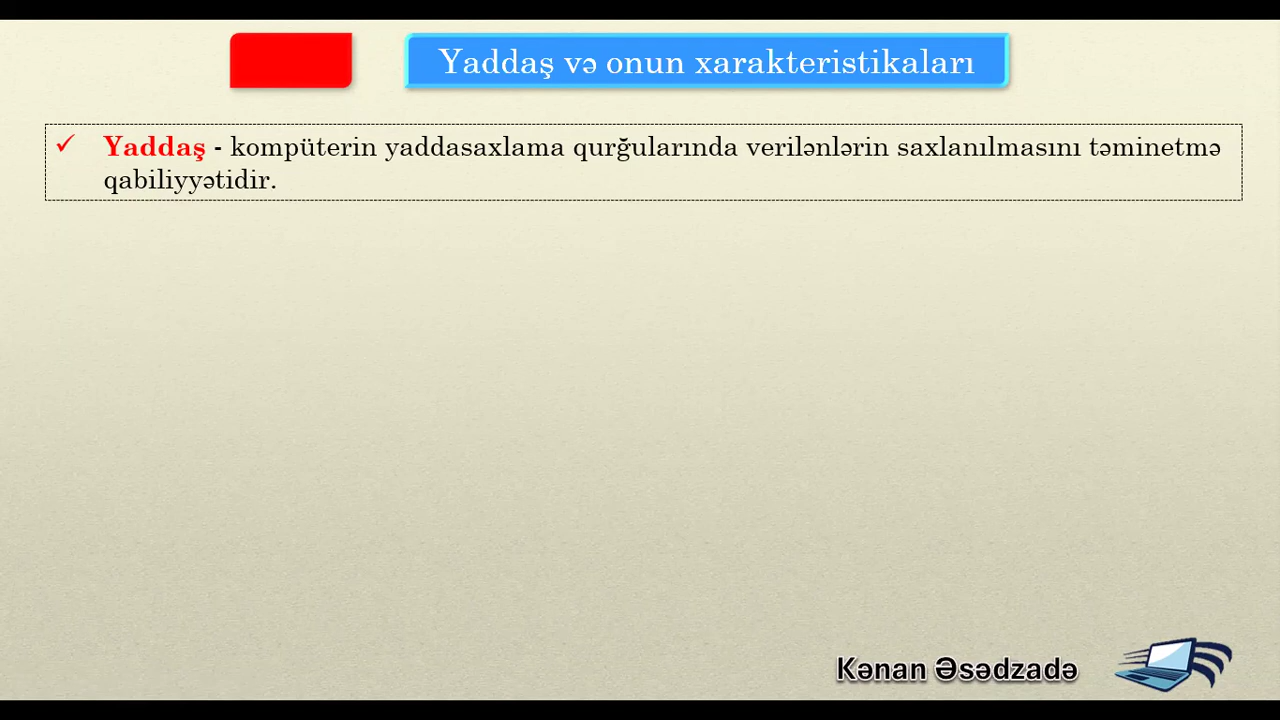 Yaddaş və onun xarakteristikaları
Yaddaş - kompüterin yaddasaxlama qurğularında verilənlərin saxlanılmasını təminetmə
qabiliyyətidir.
Kənan Əsədzadə